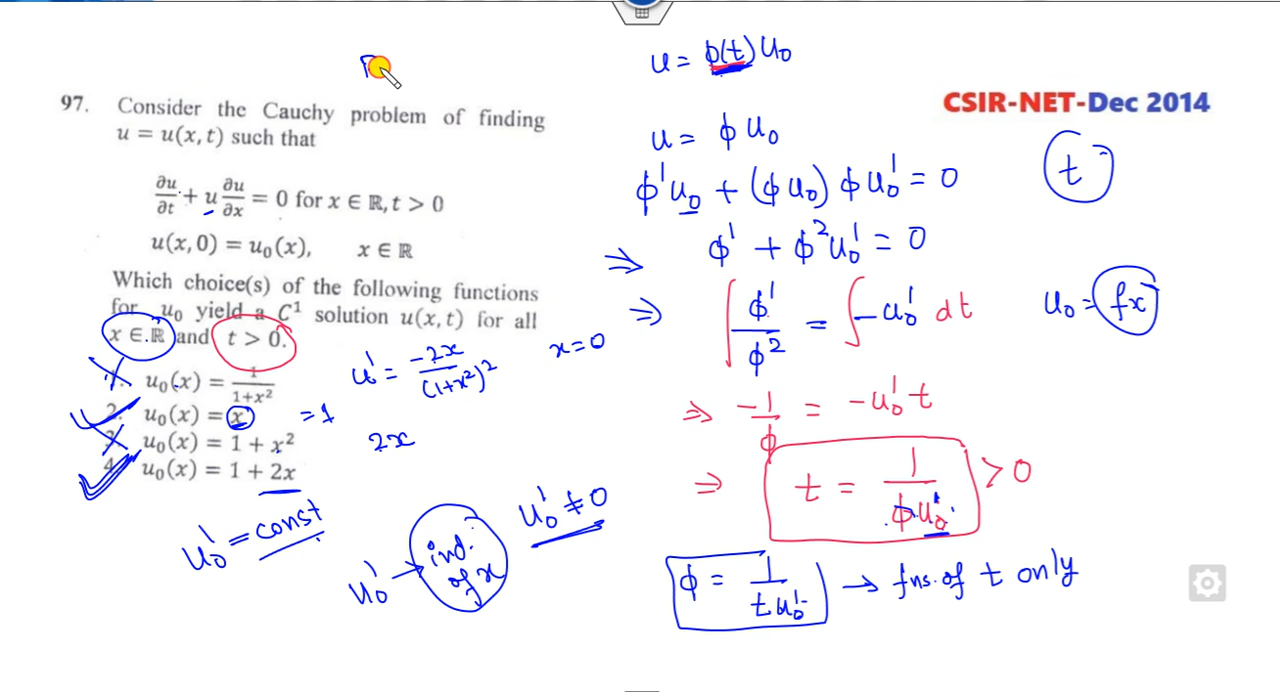 u = ϕ(t) u₀
97. Consider the Cauchy problem of finding
u = u(x, t) such that
CSIR-NET-Dec 2014
u = ϕ u₀
∂u/∂t + u ∂u/∂x = 0 for x ∈ ℝ, t > 0
ϕ' u₀ + (ϕ u₀) ϕ u₀' = 0
t
u(x, 0) = u₀(x), x ∈ ℝ
⇒ ϕ' + ϕ² u₀' = 0
Which choice(s) of the following functions
for u₀ yield a C¹ solution u(x, t) for all
x ∈ ℝ and t > 0.
⇒ ∫ ϕ'/ϕ² = ∫ -u₀' dt
u₀ = fx
1. u₀(x) = 1/(1+x²)
u₀' = -2x/(1+x²)²
x=0
2. u₀(x) = x
= 1
⇒ -1/ϕ = -u₀' t
3. u₀(x) = 1 + x²
2x
4. u₀(x) = 1 + 2x
⇒ t = 1/(ϕ u₀') > 0
u₀' = const
u₀' → ind. of x
u₀' ≠ 0
ϕ = 1/(t u₀') → fns. of t only